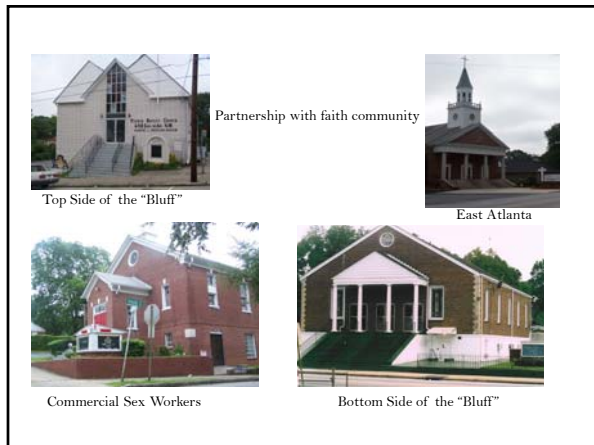 Partnership with faith community
Top Side of the “Bluff”
East Atlanta
Commercial Sex Workers
Bottom Side of the “Bluff”